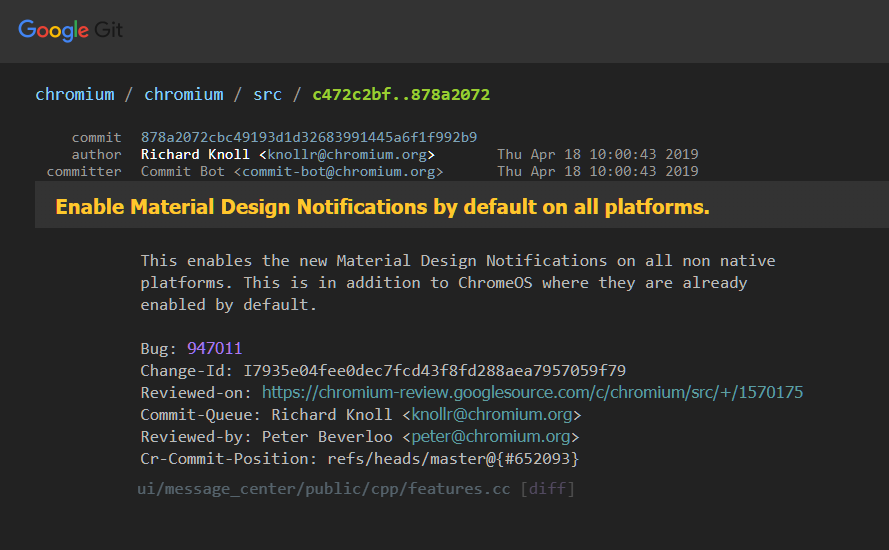 Google Git
chromium / chromium / src / c472c2bf..878a2072
commit 878a2072cbc49193d1d32683991445a6f1f992b9
author Richard Knoll <knollr@chromium.org> Thu Apr 18 10:00:43 2019
committer Commit Bot <commit-bot@chromium.org> Thu Apr 18 10:00:43 2019
Enable Material Design Notifications by default on all platforms.
This enables the new Material Design Notifications on all non native
platforms. This is in addition to ChromeOS where they are already
enabled by default.
Bug: 947011
Change-Id: I7935e04fee0dec7fcd43f8fd288aea7957059f79
Reviewed-on: https://chromium-review.googlesource.com/c/chromium/src/+/1570175
Commit-Queue: Richard Knoll <knollr@chromium.org>
Reviewed-by: Peter Beverloo <peter@chromium.org>
Cr-Commit-Position: refs/heads/master@{#652093}
ui/message_center/public/cpp/features.cc [diff]